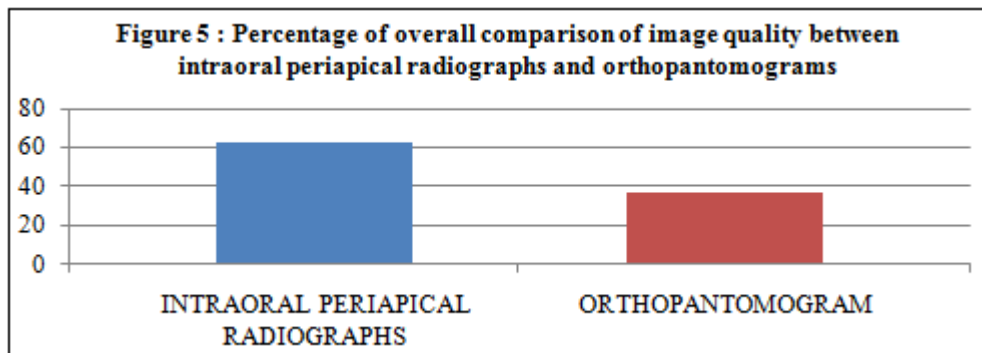 Figure 5 : Percentage of overall comparison of image quality between
intraoral periapical radiographs and orthopantomograms
80
60
40
20
0
INTRAORAL PERIAPICAL
RADIOGRAPHS
ORTHOPANTOMOGRAM